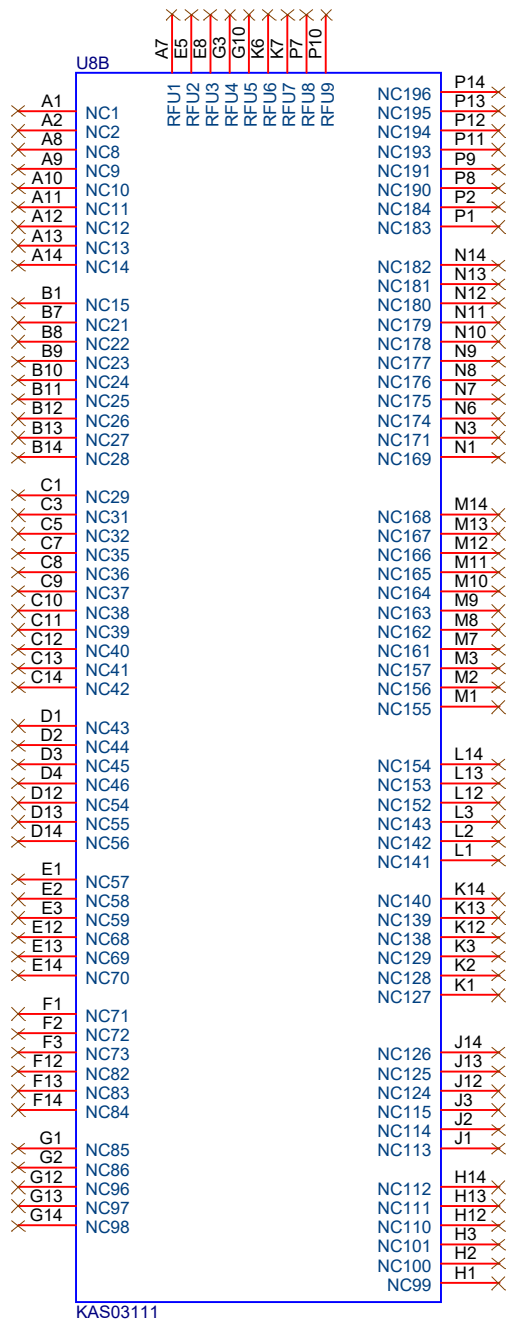 A7 E5 E8 G3 G10 K6 K7 P7 P10
U8B
RFU1 RFU2 RFU3 RFU4 RFU5 RFU6 RFU7 RFU8 RFU9
A1 NC1
A2 NC2
A8 NC8
A9 NC9
A10 NC10
A11 NC11
A12 NC12
A13 NC13
A14 NC14
B1 NC15
B7 NC21
B8 NC22
B9 NC23
B10 NC24
B11 NC25
B12 NC26
B13 NC27
B14 NC28
C1 NC29
C3 NC31
C5 NC32
C7 NC35
C8 NC36
C9 NC37
C10 NC38
C11 NC39
C12 NC40
C13 NC41
C14 NC42
D1 NC43
D2 NC44
D3 NC45
D4 NC46
D12 NC54
D13 NC55
D14 NC56
E1 NC57
E2 NC58
E3 NC59
E12 NC68
E13 NC69
E14 NC70
F1 NC71
F2 NC72
F3 NC73
F12 NC82
F13 NC83
F14 NC84
G1 NC85
G2 NC86
G12 NC96
G13 NC97
G14 NC98
NC196 P14
NC195 P13
NC194 P12
NC193 P11
NC191 P9
NC190 P8
NC184 P2
NC183 P1
NC182 N14
NC181 N13
NC180 N12
NC179 N11
NC178 N10
NC177 N9
NC176 N8
NC175 N7
NC174 N6
NC171 N3
NC169 N1
NC168 M14
NC167 M13
NC166 M12
NC165 M11
NC164 M10
NC163 M9
NC162 M8
NC161 M7
NC157 M3
NC156 M2
NC155 M1
NC154 L14
NC153 L13
NC152 L12
NC143 L3
NC142 L2
NC141 L1
NC140 K14
NC139 K13
NC138 K12
NC129 K3
NC128 K2
NC127 K1
NC126 J14
NC125 J13
NC124 J12
NC115 J3
NC114 J2
NC113 J1
NC112 H14
NC111 H13
NC110 H12
NC101 H3
NC100 H2
NC99 H1
KAS03111